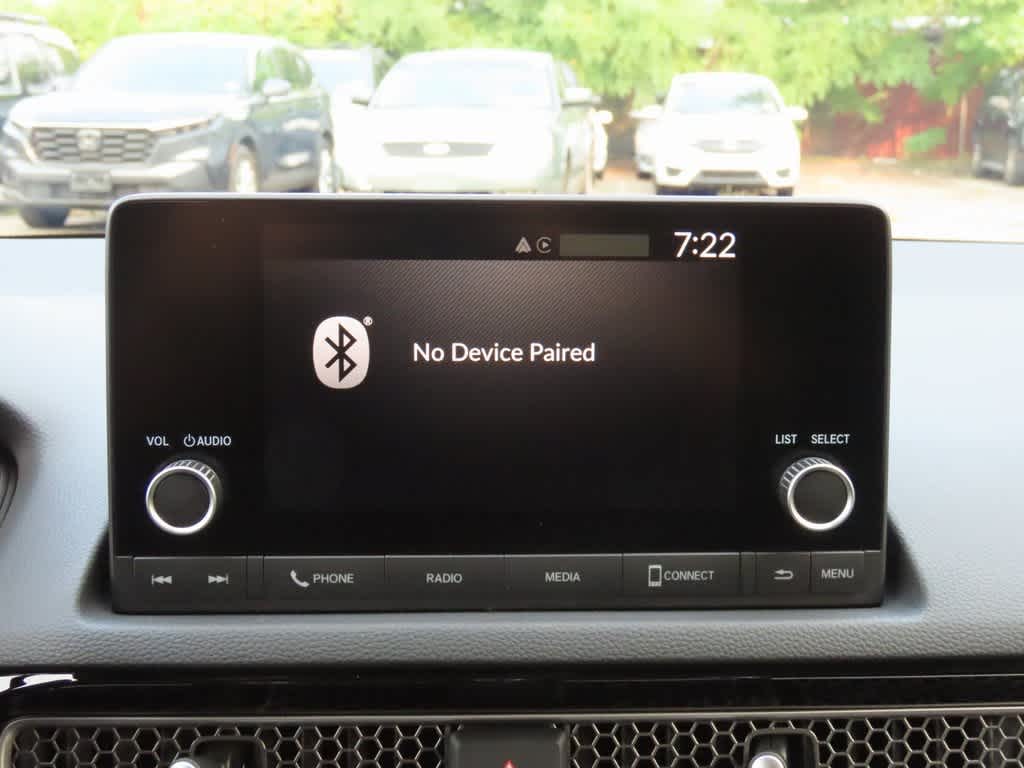 7:22
®
No Device Paired
VOL AUDIO
LIST SELECT
PHONE RADIO MEDIA CONNECT MENU